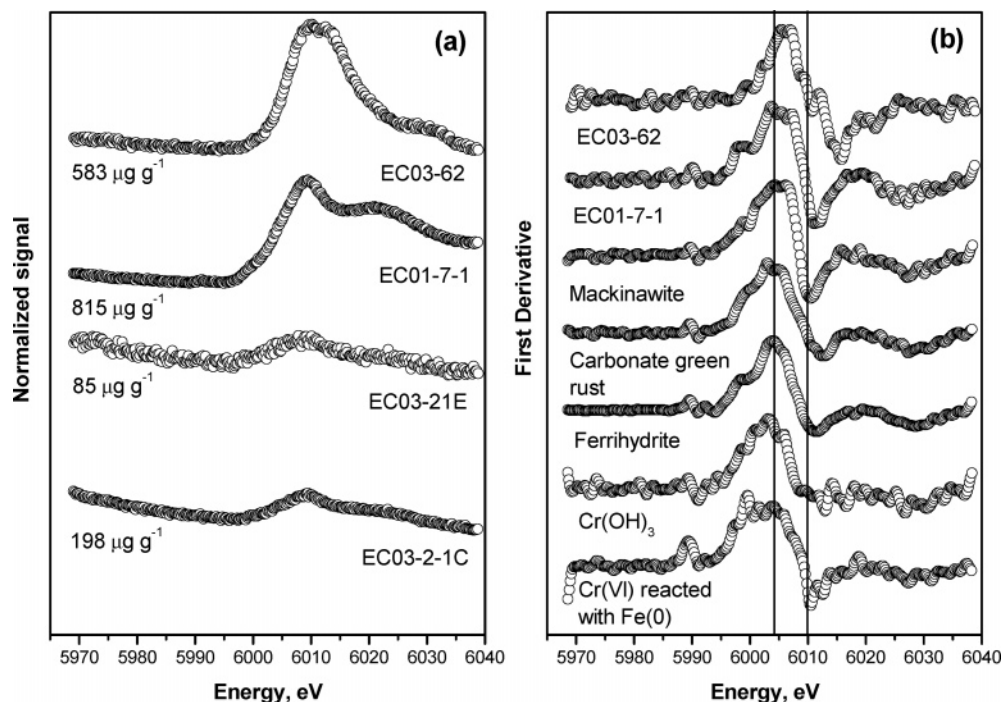 (a)
583 µg g-1
EC03-62
815 µg g-1
EC01-7-1
85 µg g-1
EC03-21E
198 µg g-1
EC03-2-1C
Normalized signal
5970 5980 5990 6000 6010 6020 6030 6040
Energy, eV
(b)
EC03-62
EC01-7-1
Mackinawite
Carbonate green
rust
Ferrihydrite
Cr(OH)3
Cr(VI) reacted
with Fe(0)
First Derivative
5970 5980 5990 6000 6010 6020 6030 6040
Energy, eV